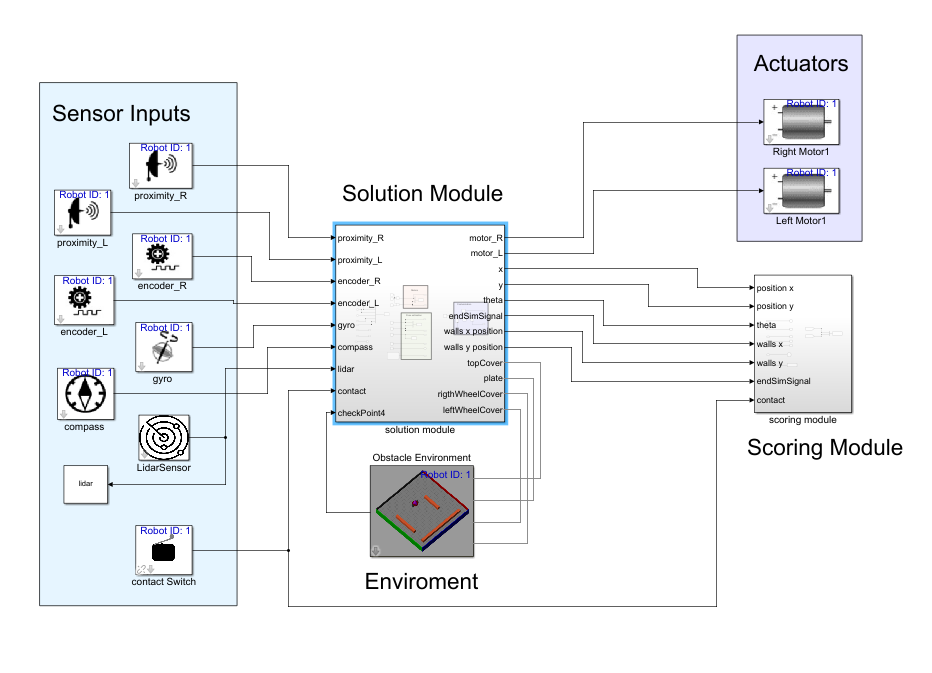 Actuators
Robot ID: 1
Right Motor1
Robot ID: 1
Left Motor1
Sensor Inputs
Robot ID: 1
proximity_R
Robot ID: 1
proximity_L
Robot ID: 1
encoder_R
Robot ID: 1
encoder_L
Robot ID: 1
gyro
Robot ID: 1
compass
LidarSensor
lidar
Robot ID: 1
contact Switch
Solution Module
proximity_R
proximity_L
encoder_R
encoder_L
gyro
compass
lidar
contact
checkPoint4
motor_R
motor_L
x
y
theta
endSimSignal
walls x position
walls y position
topCover
plate
rigthWheelCover
leftWheelCover
solution module
Obstacle Environment
Robot ID: 1
Enviroment
position x
position y
theta
walls x
walls y
endSimSignal
contact
scoring module
Scoring Module